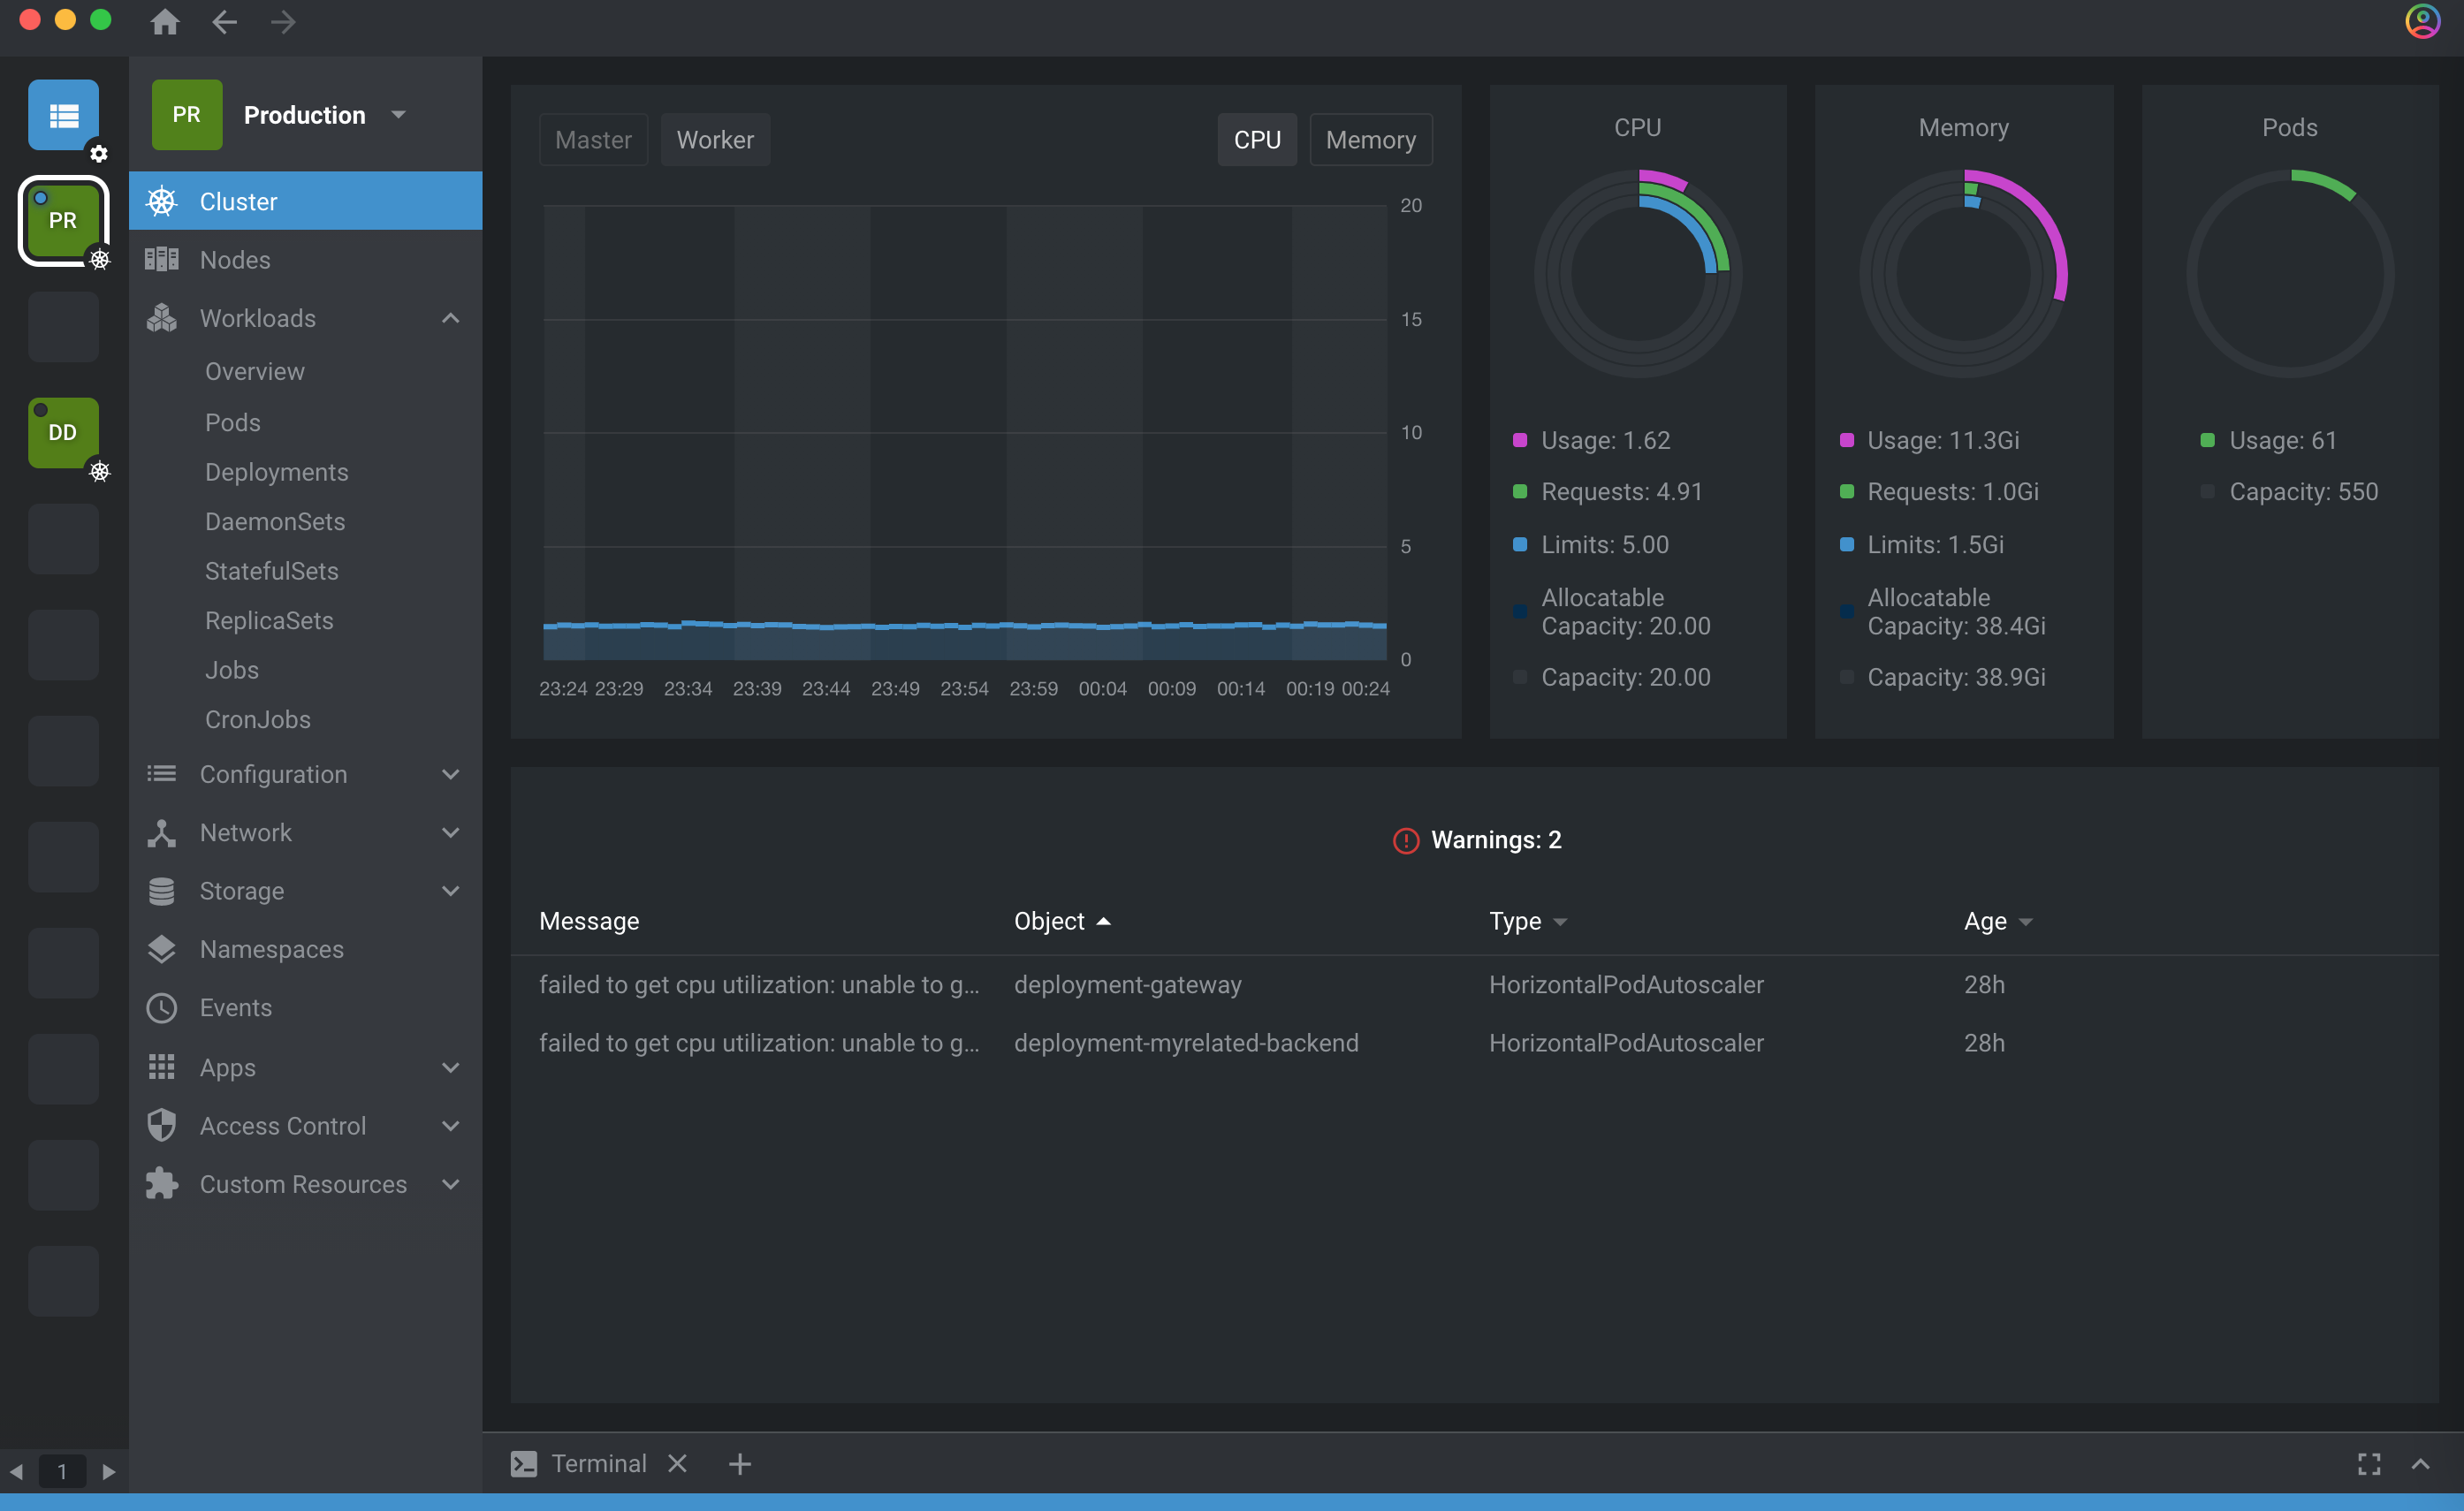 PR
Production
PR
DD
Cluster
Nodes
Workloads
Overview
Pods
Deployments
DaemonSets
StatefulSets
ReplicaSets
Jobs
CronJobs
Configuration
Network
Storage
Namespaces
Events
Apps
Access Control
Custom Resources
1
Master
Worker
CPU
Memory
20
15
10
5
0
23:24 23:29 23:34 23:39 23:44 23:49 23:54 23:59 00:04 00:09 00:14 00:19 00:24
CPU
Usage: 1.62
Requests: 4.91
Limits: 5.00
Allocatable
Capacity: 20.00
Capacity: 20.00
Memory
Usage: 11.3Gi
Requests: 1.0Gi
Limits: 1.5Gi
Allocatable
Capacity: 38.4Gi
Capacity: 38.9Gi
Pods
Usage: 61
Capacity: 550
Warnings: 2
Message Object Type Age
failed to get cpu utilization: unable to g... deployment-gateway HorizontalPodAutoscaler 28h
failed to get cpu utilization: unable to g... deployment-myrelated-backend HorizontalPodAutoscaler 28h
Terminal